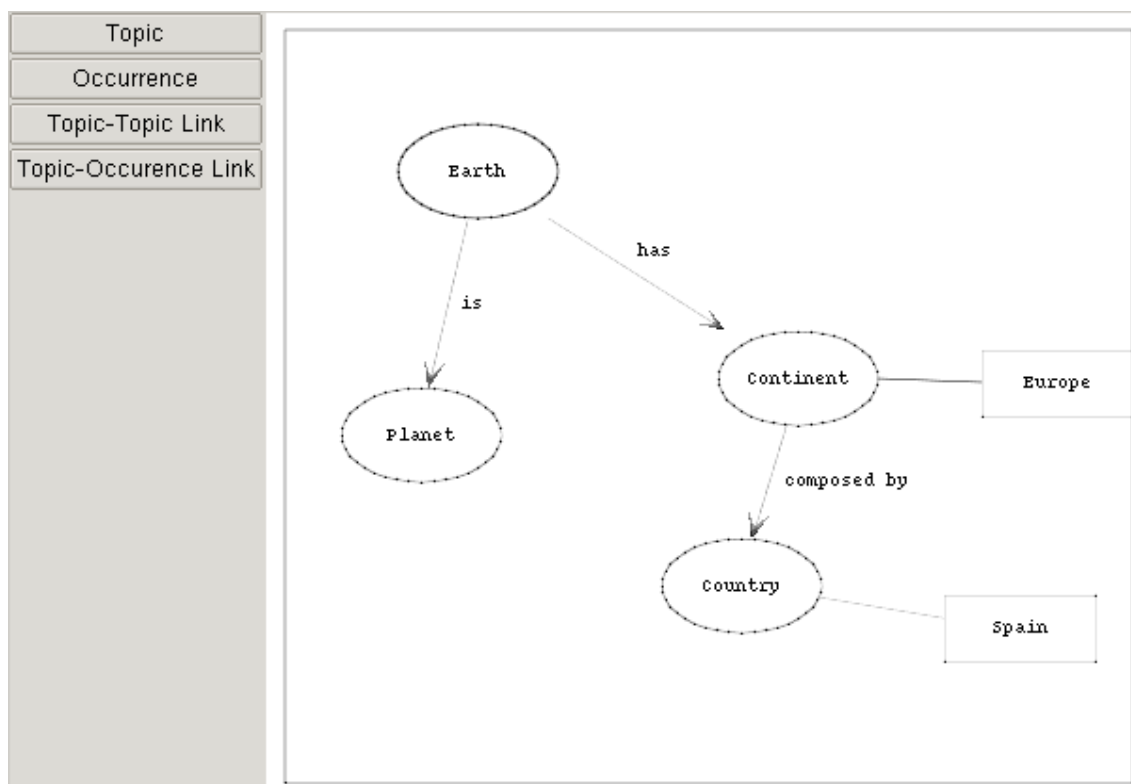 Topic
Occurrence
Topic-Topic Link
Topic-Occurence Link
Earth
has
is
Continent
Europe
Planet
composed by
Country
Spain